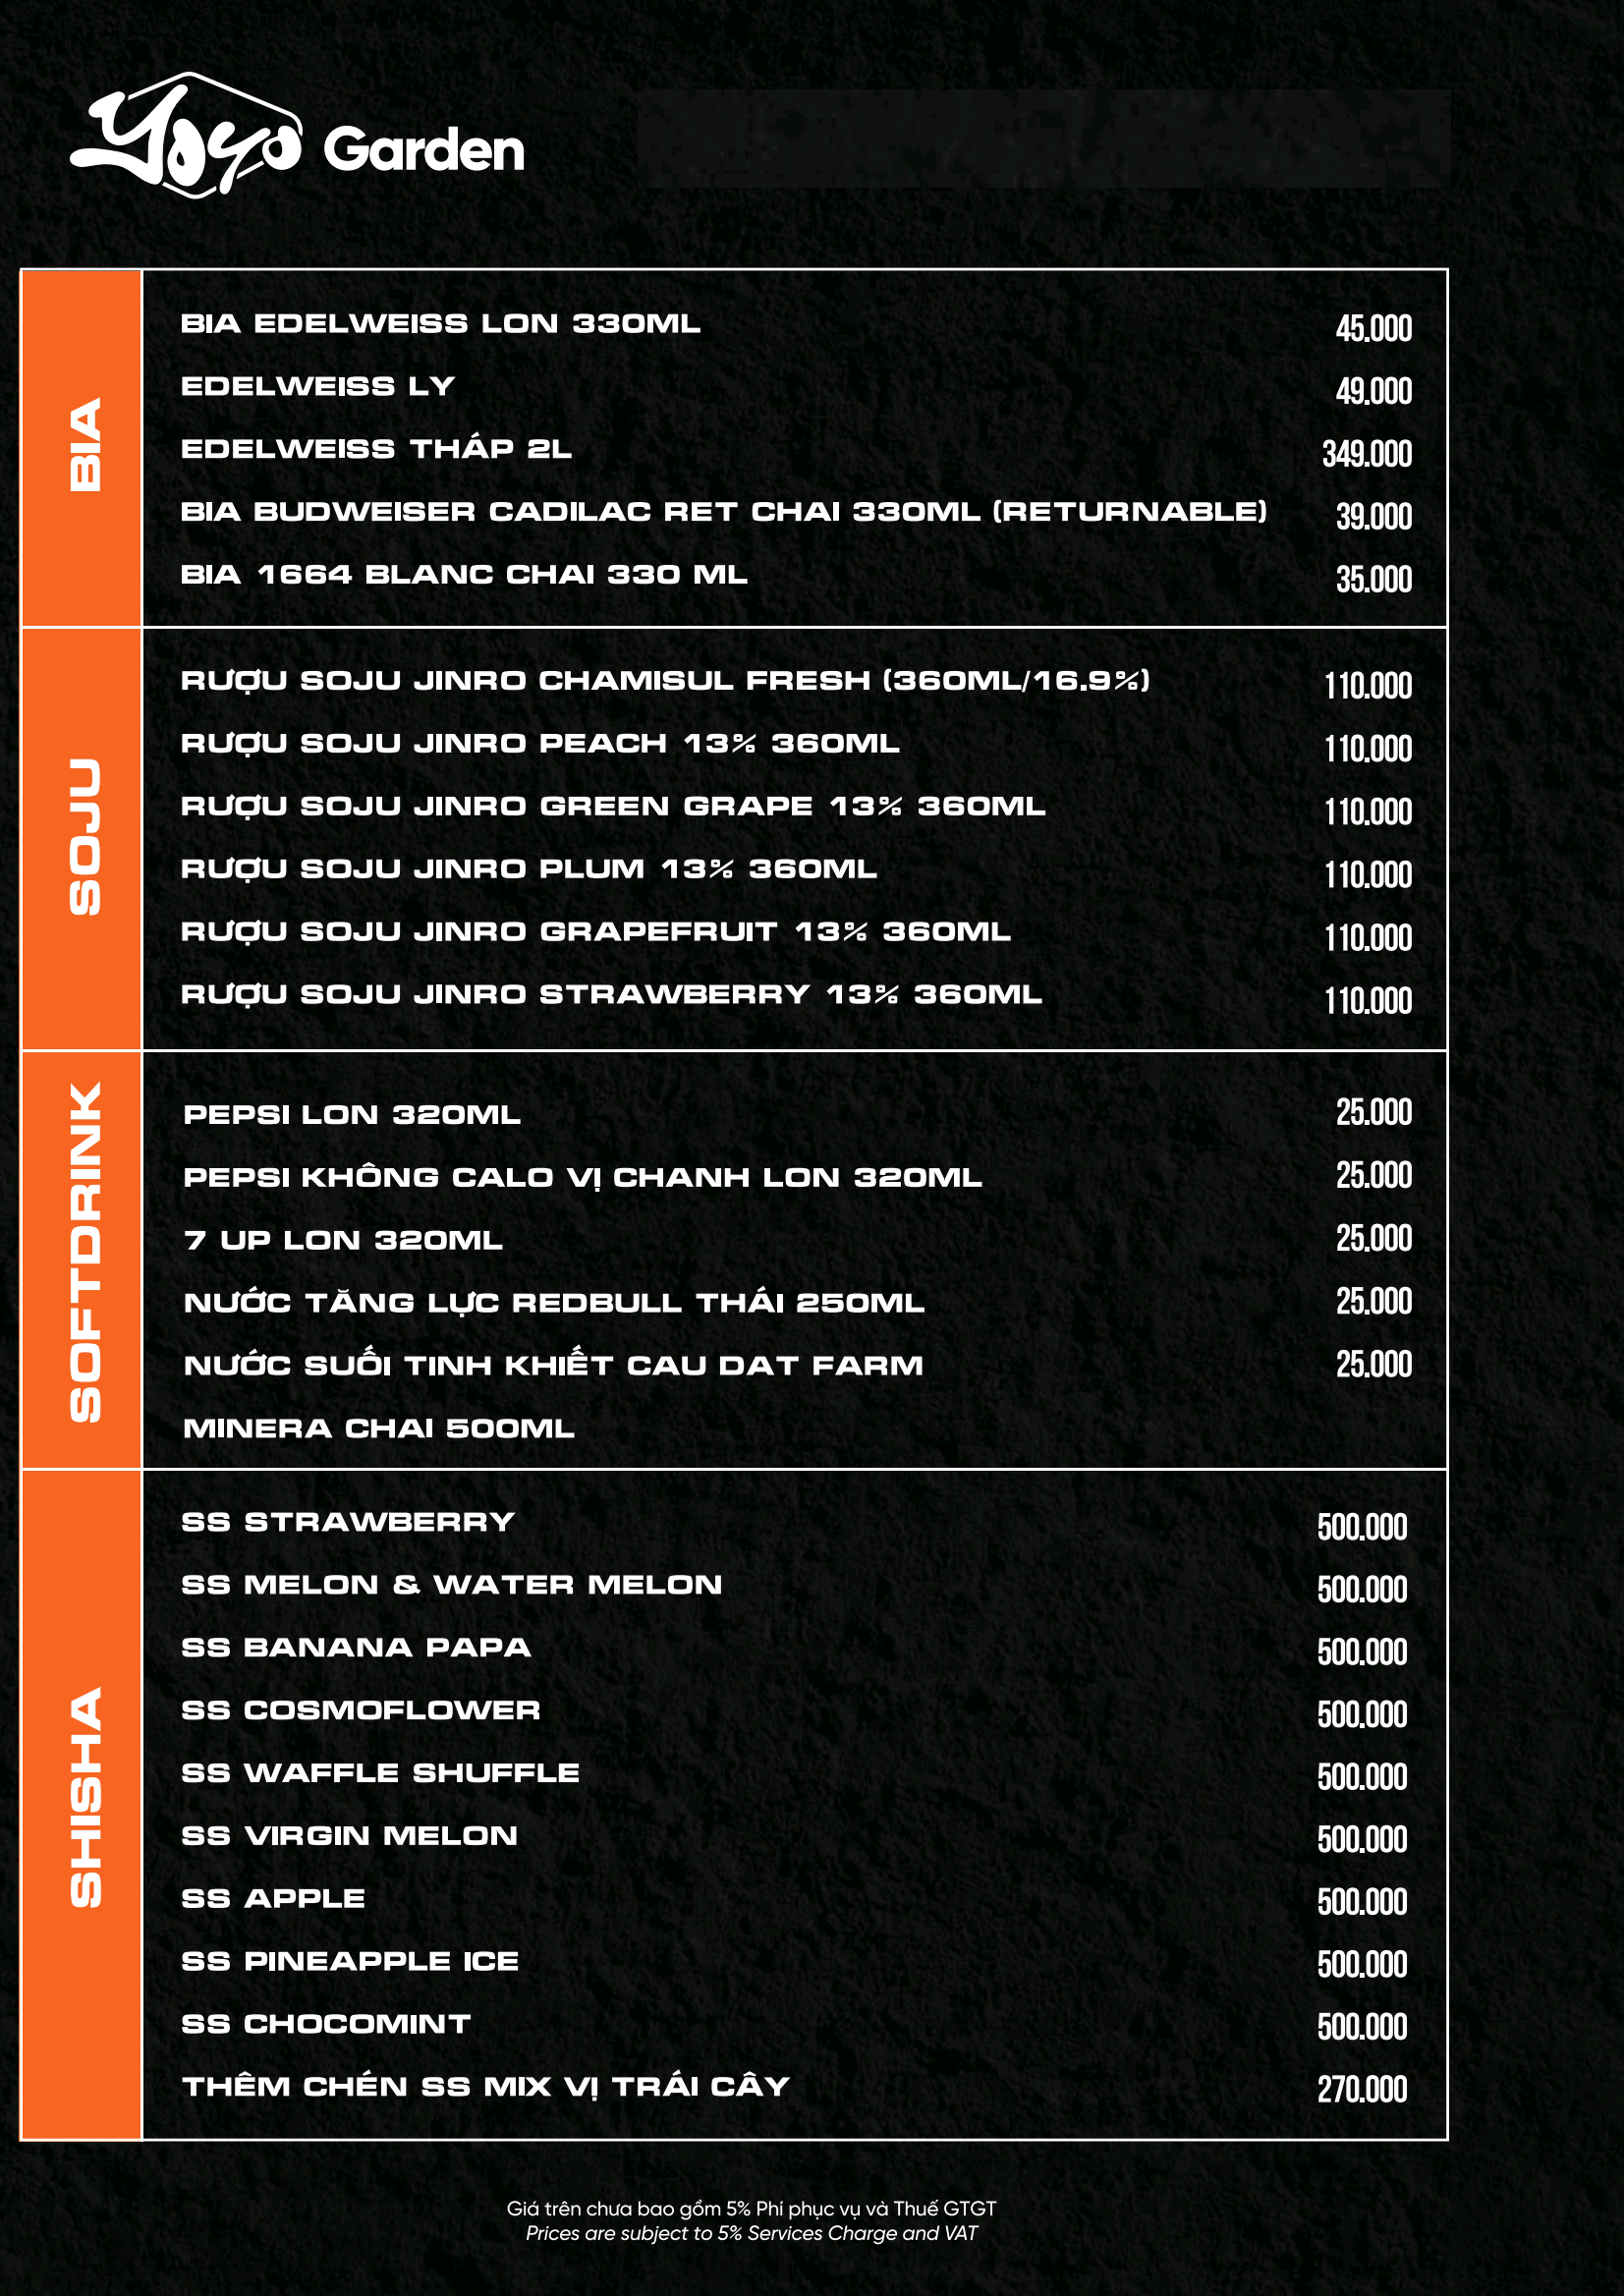 Yoyo Garden
BIA
BIA EDELWEISS LON 330ML 45.000
EDELWEISS LY 49.000
EDELWEISS THÁP 2L 349.000
BIA BUDWEISER CADILAC RET CHAI 330ML (RETURNABLE) 39.000
BIA 1664 BLANC CHAI 330 ML 35.000
SOJU
RƯỢU SOJU JINRO CHAMISUL FRESH (360ML/16.9%) 110.000
RƯỢU SOJU JINRO PEACH 13% 360ML 110.000
RƯỢU SOJU JINRO GREEN GRAPE 13% 360ML 110.000
RƯỢU SOJU JINRO PLUM 13% 360ML 110.000
RƯỢU SOJU JINRO GRAPEFRUIT 13% 360ML 110.000
RƯỢU SOJU JINRO STRAWBERRY 13% 360ML 110.000
SOFTDRINK
PEPSI LON 320ML 25.000
PEPSI KHÔNG CALO VỊ CHANH LON 320ML 25.000
7 UP LON 320ML 25.000
NƯỚC TĂNG LỰC REDBULL THÁI 250ML 25.000
NƯỚC SUỐI TINH KHIẾT CAU DAT FARM 25.000
MINERA CHAI 500ML
SHISHA
SS STRAWBERRY 500.000
SS MELON & WATER MELON 500.000
SS BANANA PAPA 500.000
SS COSMOFLOWER 500.000
SS WAFFLE SHUFFLE 500.000
SS VIRGIN MELON 500.000
SS APPLE 500.000
SS PINEAPPLE ICE 500.000
SS CHOCOMINT 500.000
THÊM CHÉN SS MIX VỊ TRÁI CÂY 270.000
Giá trên chưa bao gồm 5% Phí phục vụ và Thuế GTGT
Prices are subject to 5% Services Charge and VAT